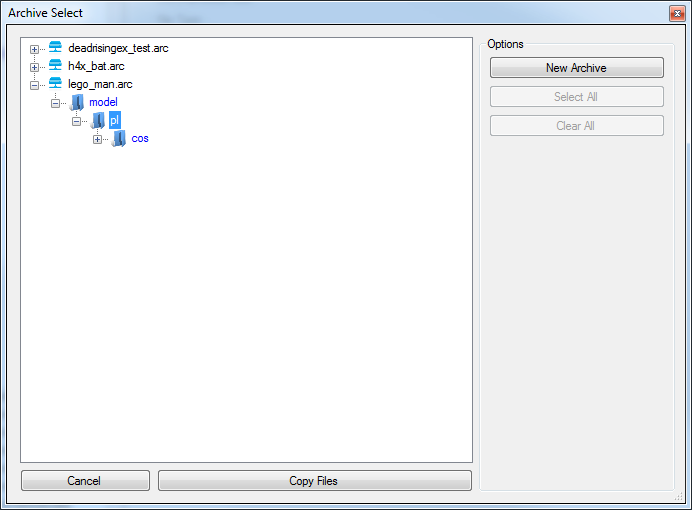 Archive Select
deadrisingex_test.arc
h4x_bat.arc
lego_man.arc
model
pl
cos
Options
New Archive
Select All
Clear All
Cancel
Copy Files